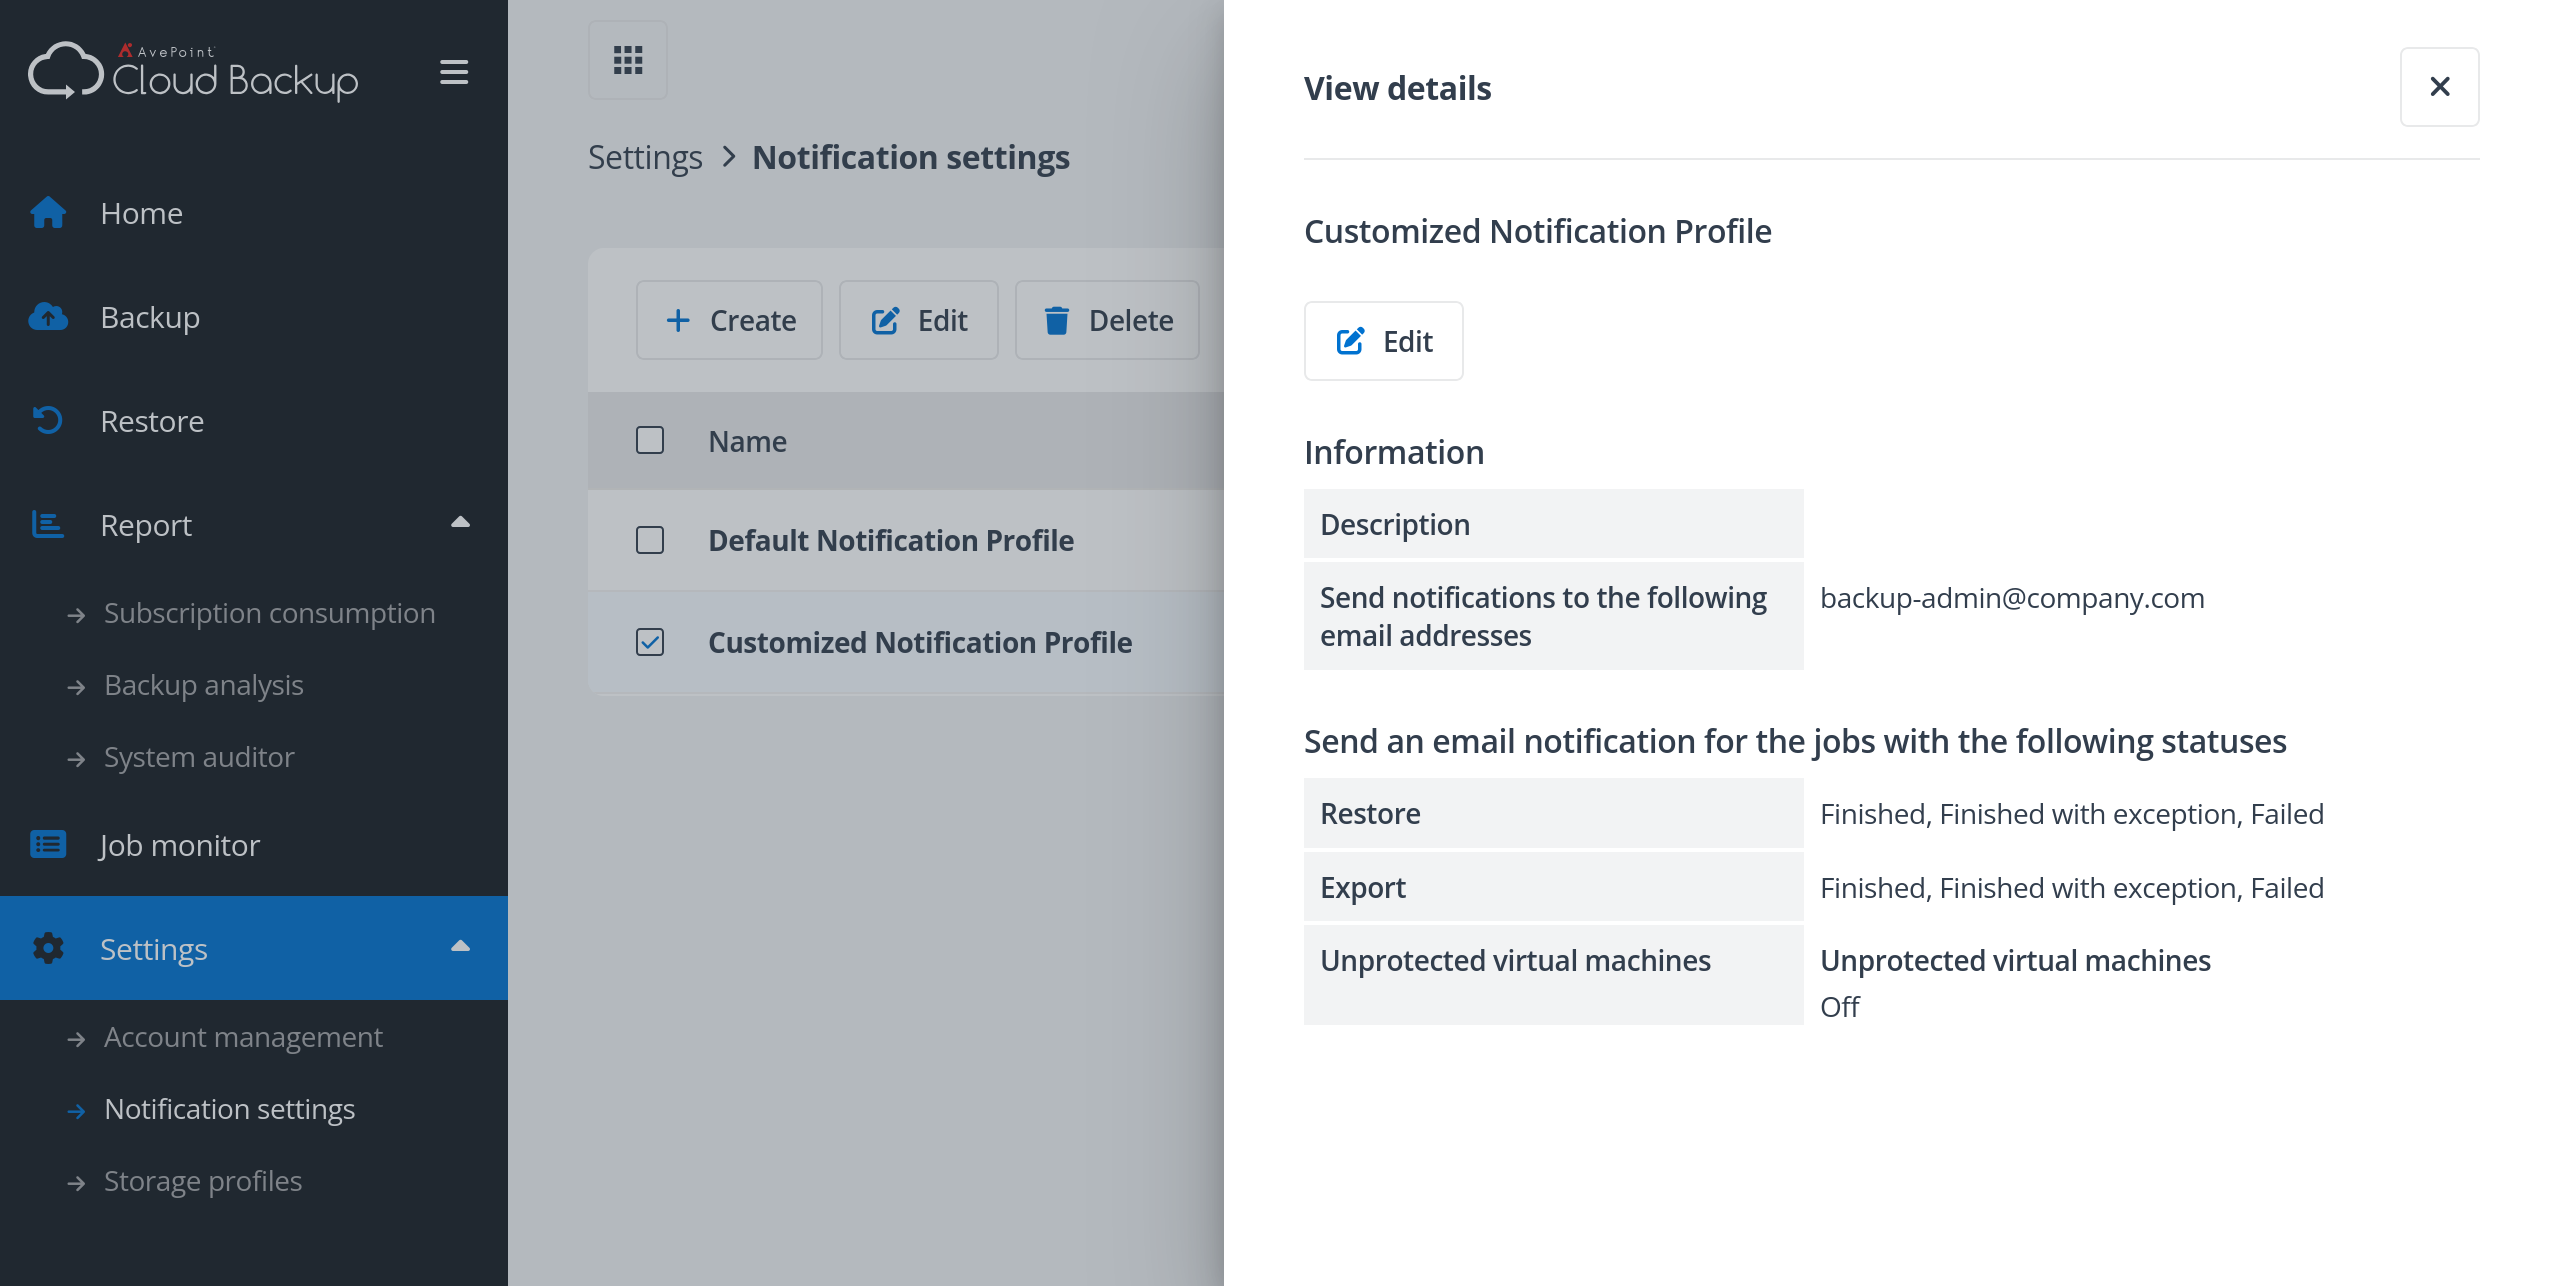 AvePoint
Cloud Backup
Home
Backup
Restore
Report
Subscription consumption
Backup analysis
System auditor
Job monitor
Settings
Account management
Notification settings
Storage profiles
Settings > Notification settings
Create
Edit
Delete
Name
Default Notification Profile
Customized Notification Profile
View details
Customized Notification Profile
Edit
Information
Description
Send notifications to the following
email addresses
backup-admin@company.com
Send an email notification for the jobs with the following statuses
Restore
Finished, Finished with exception, Failed
Export
Finished, Finished with exception, Failed
Unprotected virtual machines
Unprotected virtual machines
Off